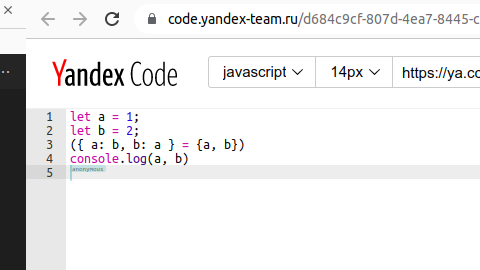 code.yandex-team.ru/d684c9cf-807d-4ea7-8445-c
Yandex Code
javascript
14px
https://ya.cc
1 let a = 1;
2 let b = 2;
3 ({ a: b, b: a } = {a, b})
4 console.log(a, b)
5
anonymous